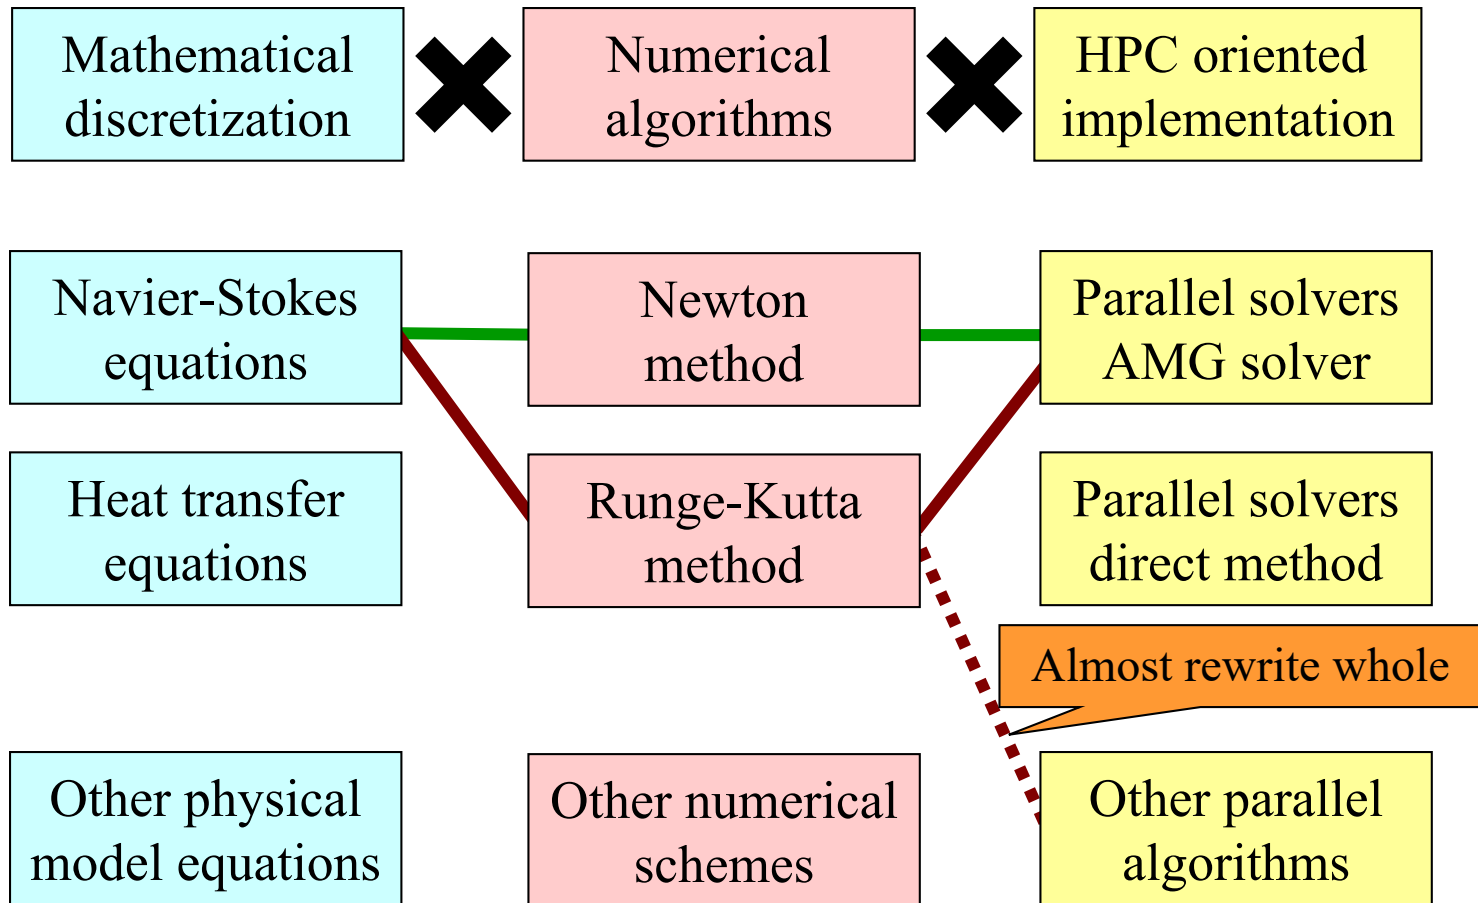 Mathematical
discretization
Numerical
algorithms
HPC oriented
implementation
Navier-Stokes
equations
Newton
method
Parallel solvers
AMG solver
Heat transfer
equations
Runge-Kutta
method
Parallel solvers
direct method
Almost rewrite whole
Other physical
model equations
Other numerical
schemes
Other parallel
algorithms